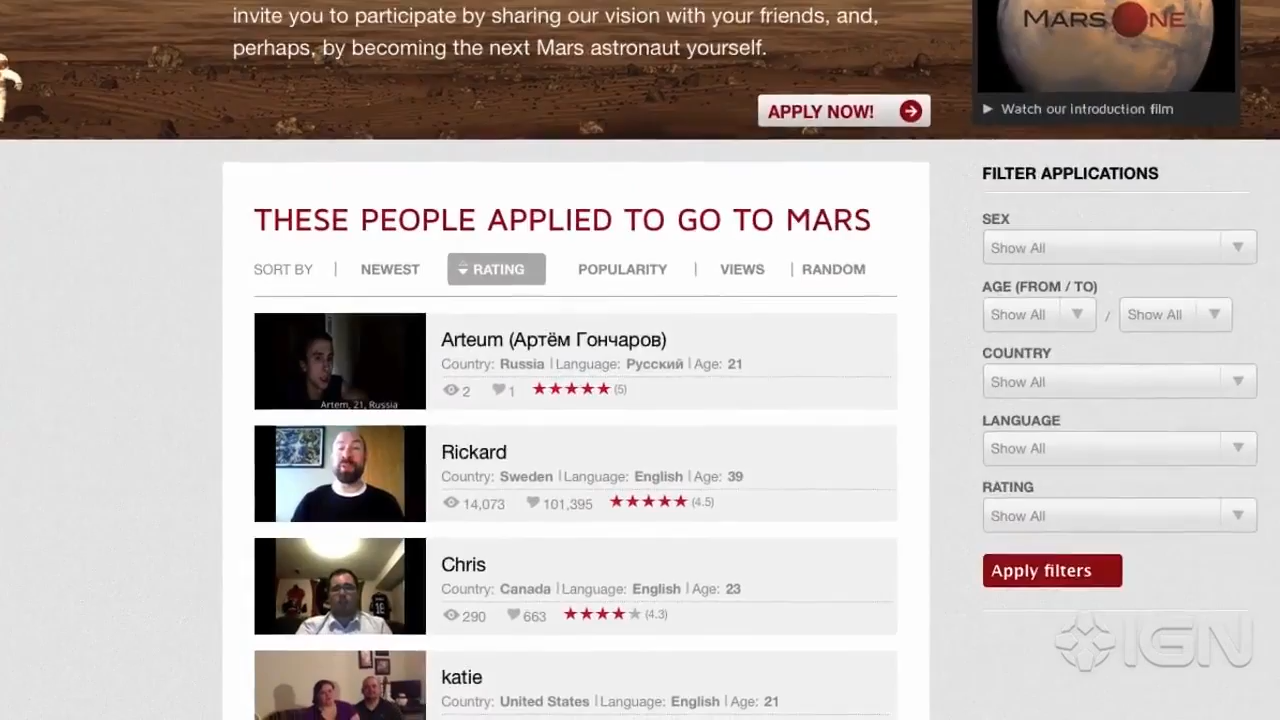 invite you to participate by sharing our vision with your friends, and,
perhaps, by becoming the next Mars astronaut yourself.
MARS ONE
APPLY NOW!
Watch our introduction film
THESE PEOPLE APPLIED TO GO TO MARS
SORT BY | NEWEST RATING POPULARITY | VIEWS | RANDOM
Arteum (Артём Гончаров)
Country: Russia | Language: Русский | Age: 21
2 1 ★★★★★ (5)
Artem, 21, Russia
Rickard
Country: Sweden | Language: English | Age: 39
14,073 101,395 ★★★★★ (4.5)
Chris
Country: Canada | Language: English | Age: 23
290 663 ★★★★★ (4.3)
katie
Country: United States | Language: English | Age: 21
FILTER APPLICATIONS
SEX
Show All
AGE (FROM / TO)
Show All / Show All
COUNTRY
Show All
LANGUAGE
Show All
RATING
Show All
Apply filters
IGN